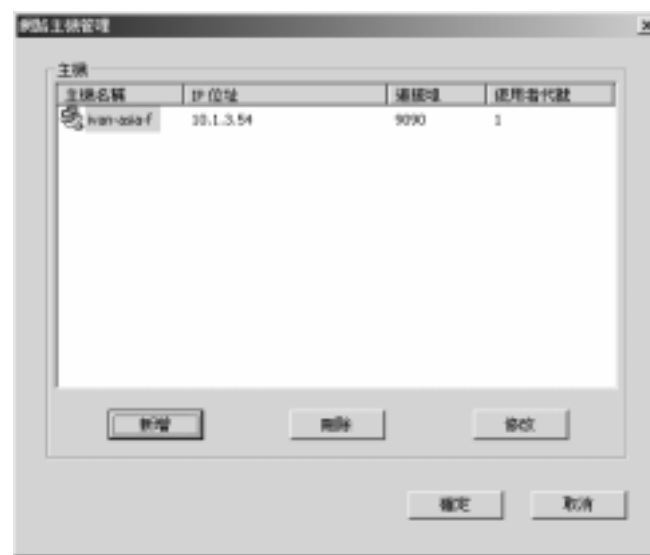 網路主機管理
主機
主機名稱 IP 位址 連接埠 使用者代號
ivan-asia-f 10.1.3.54 9090 1
新增 刪除 修改
確定 取消